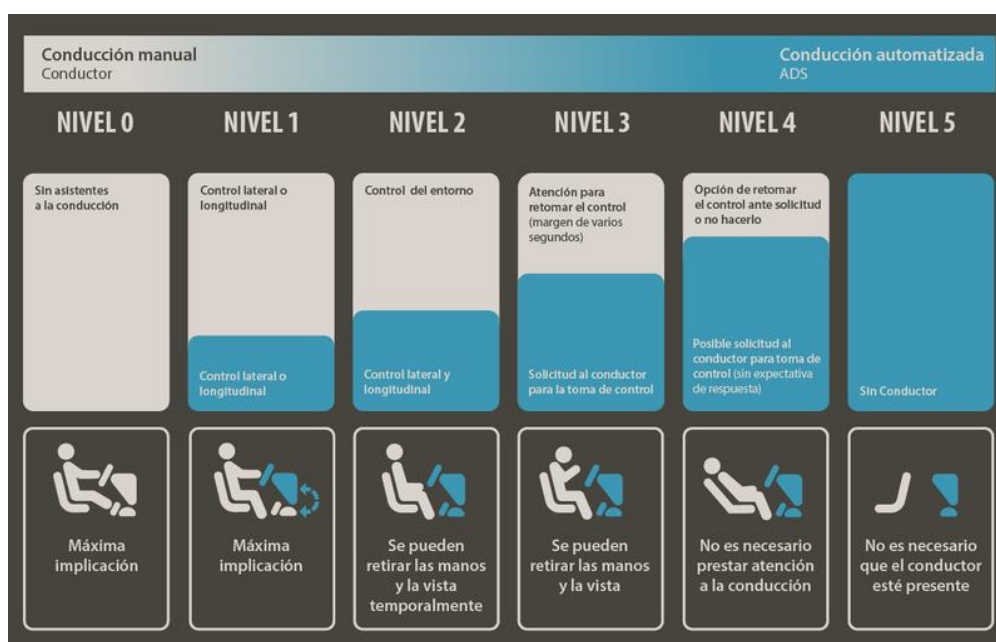 Conducción manual
Conductor
Conducción automatizada
ADS
NIVEL 0
NIVEL 1
NIVEL 2
NIVEL 3
NIVEL 4
NIVEL 5
Sin asistentes
a la conducción
Control lateral o
longitudinal
Control del entorno
Atención para
retomar el control
(margen de varios
segundos)
Opción de retomar
el control ante solicitud
o no hacerlo
Control lateral o
longitudinal
Control lateral y
longitudinal
Solicitud al conductor
para la toma de control
Posible solicitud al
conductor para toma de
control (sin expectativa
de respuesta)
Sin Conductor
Máxima
implicación
Máxima
implicación
Se pueden
retirar las manos
y la vista
temporalmente
Se pueden
retirar las manos
y la vista
No es necesario
prestar atención
a la conducción
No es necesario
que el conductor
esté presente